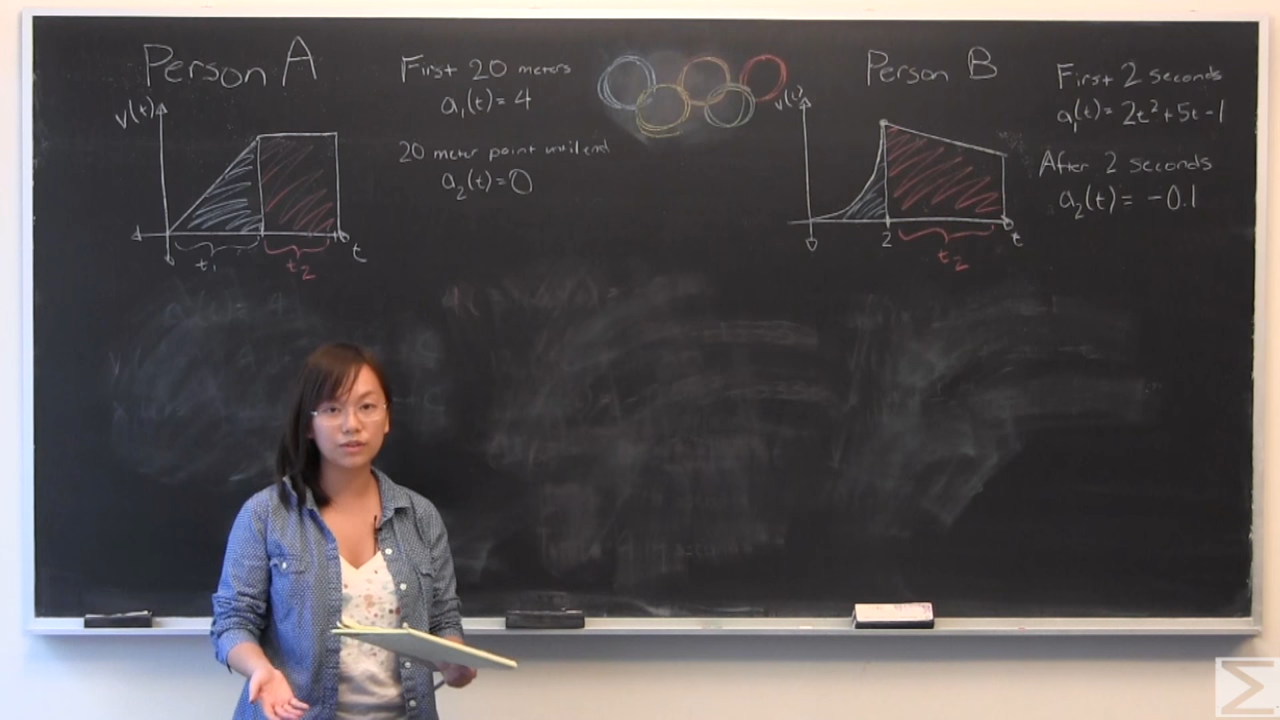 Person A
v(t)
t₁
t₂
t
First 20 meters
a₁(t)=4
20 meter point until end
a₂(t)=0
Person B
v(t)
2
t₂
t
First 2 seconds
a₁(t)= 2t²+5t-1
After 2 seconds
a₂(t)= -0.1
Σ